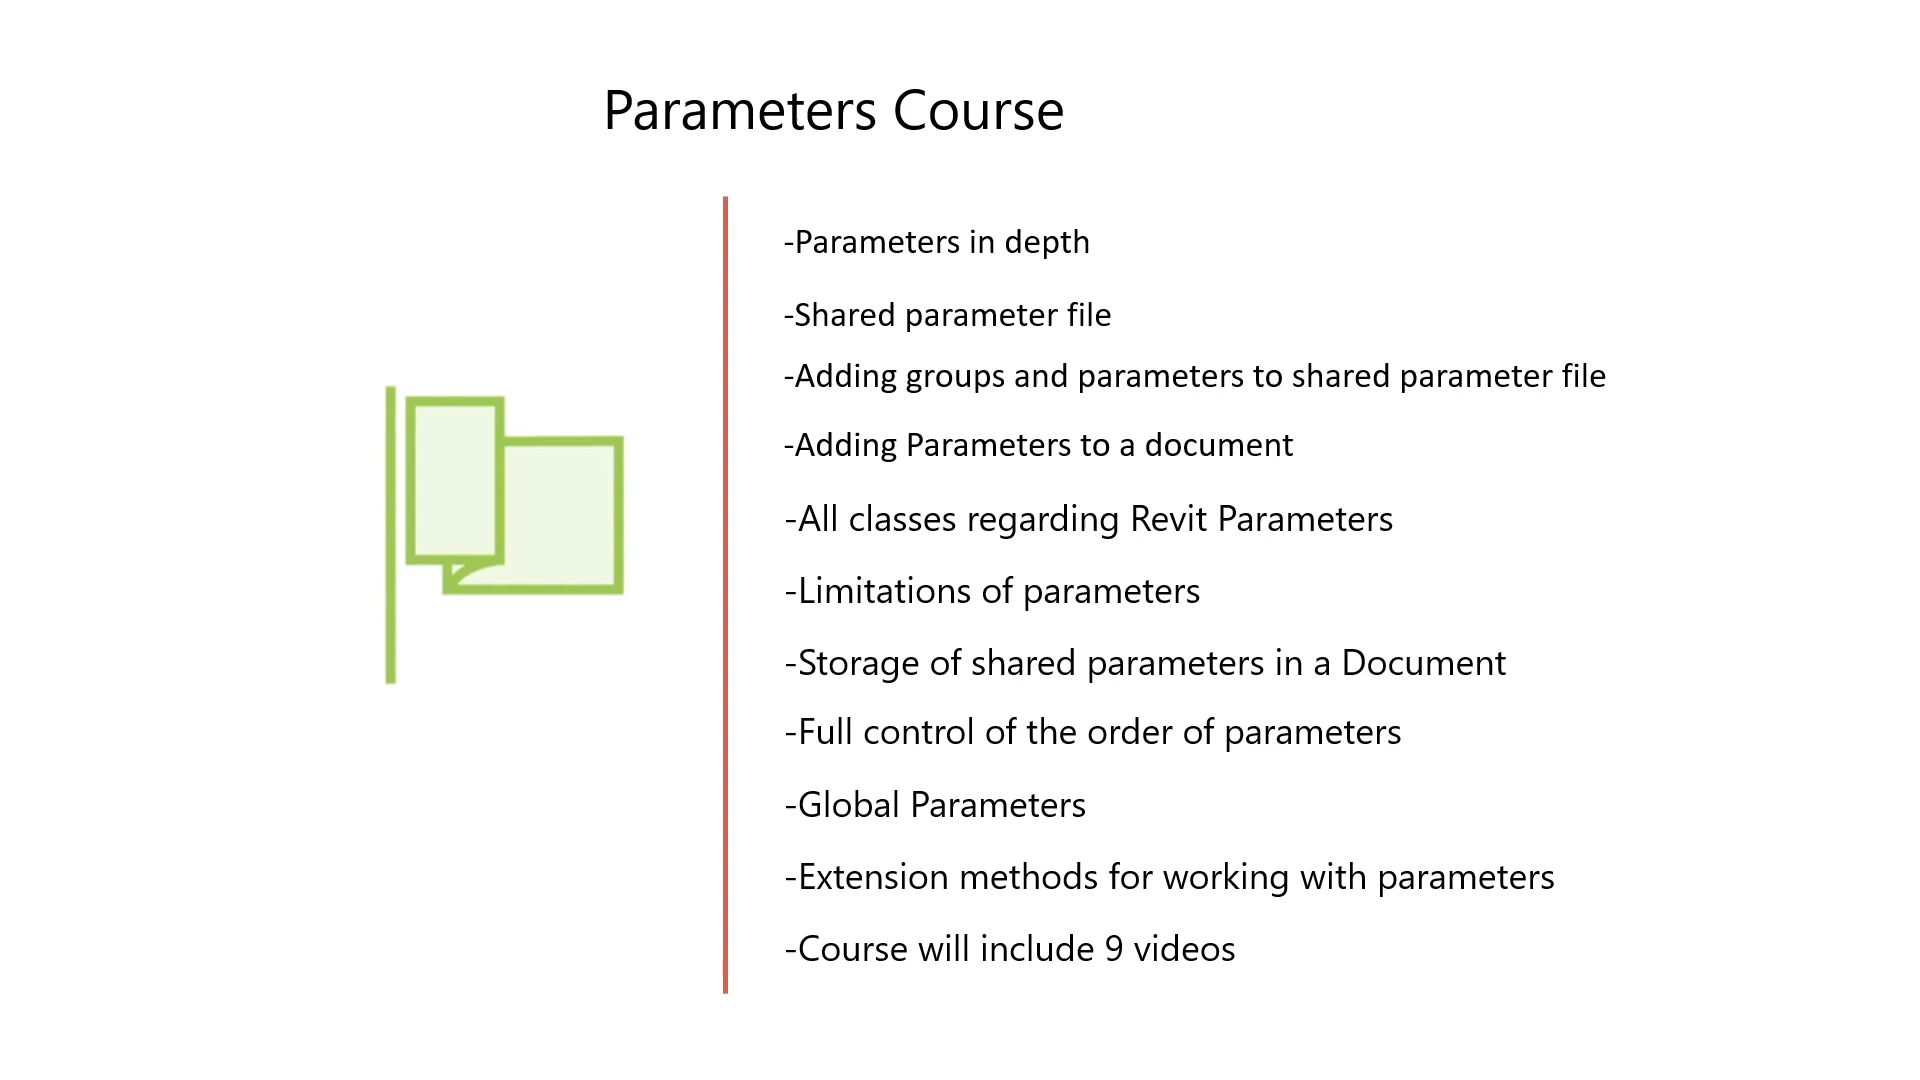 Parameters Course
-Parameters in depth
-Shared parameter file
-Adding groups and parameters to shared parameter file
-Adding Parameters to a document
-All classes regarding Revit Parameters
-Limitations of parameters
-Storage of shared parameters in a Document
-Full control of the order of parameters
-Global Parameters
-Extension methods for working with parameters
-Course will include 9 videos